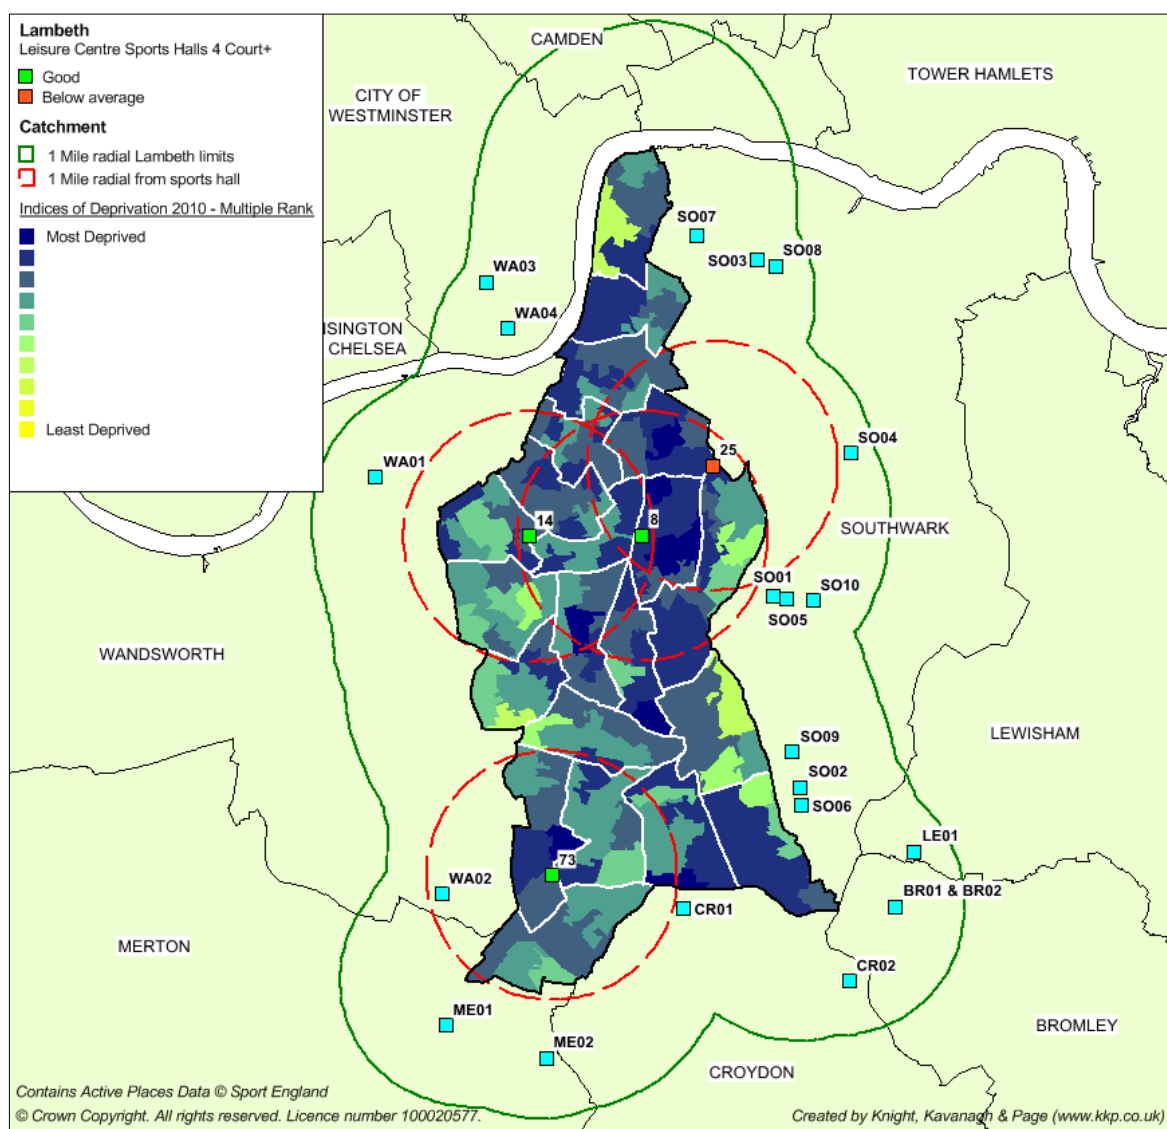 Lambeth
Leisure Centre Sports Halls 4 Court+
Good
Below average
Catchment
1 Mile radial Lambeth limits
1 Mile radial from sports hall
Indices of Deprivation 2010 - Multiple Rank
Most Deprived
Least Deprived
CAMDEN
TOWER HAMLETS
CITY OF
WESTMINSTER
SO07
SO03
SO08
WA03
WA04
ISINGTON
CHELSEA
25
SO04
WA01
14
8
SOUTHWARK
SO01
SO10
SO05
WANDSWORTH
LEWISHAM
SO09
SO02
SO06
LE01
73
WA02
BR01 & BR02
CR01
MERTON
CR02
ME01
BROMLEY
ME02
CROYDON
Contains Active Places Data © Sport England
© Crown Copyright. All rights reserved. Licence number 100020577.
Created by Knight, Kavanagh & Page (www.kkp.co.uk)